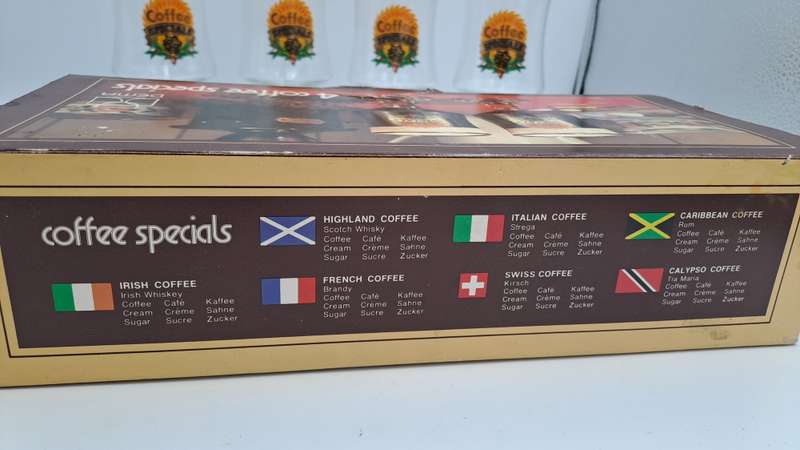 Coffee
SPECIALS
Coffee
SPECIALS
Coffee
SPECIALS
Coffee
SPECIALS
4 coffee specials
coffee specials
HIGHLAND COFFEE
Scotch Whisky
Coffee Café Kaffee
Cream Crème Sahne
Sugar Sucre Zucker
ITALIAN COFFEE
Strega
Coffee Café Kaffee
Cream Crème Sahne
Sugar Sucre Zucker
CARIBBEAN COFFEE
Rum
Coffee Café Kaffee
Cream Crème Sahne
Sugar Sucre Zucker
IRISH COFFEE
Irish Whiskey
Coffee Café Kaffee
Cream Crème Sahne
Sugar Sucre Zucker
FRENCH COFFEE
Brandy
Coffee Café Kaffee
Cream Crème Sahne
Sugar Sucre Zucker
SWISS COFFEE
Kirsch
Coffee Café Kaffee
Cream Crème Sahne
Sugar Sucre Zucker
CALYPSO COFFEE
Tia Maria
Coffee Café Kaffee
Cream Crème Sahne
Sugar Sucre Zucker